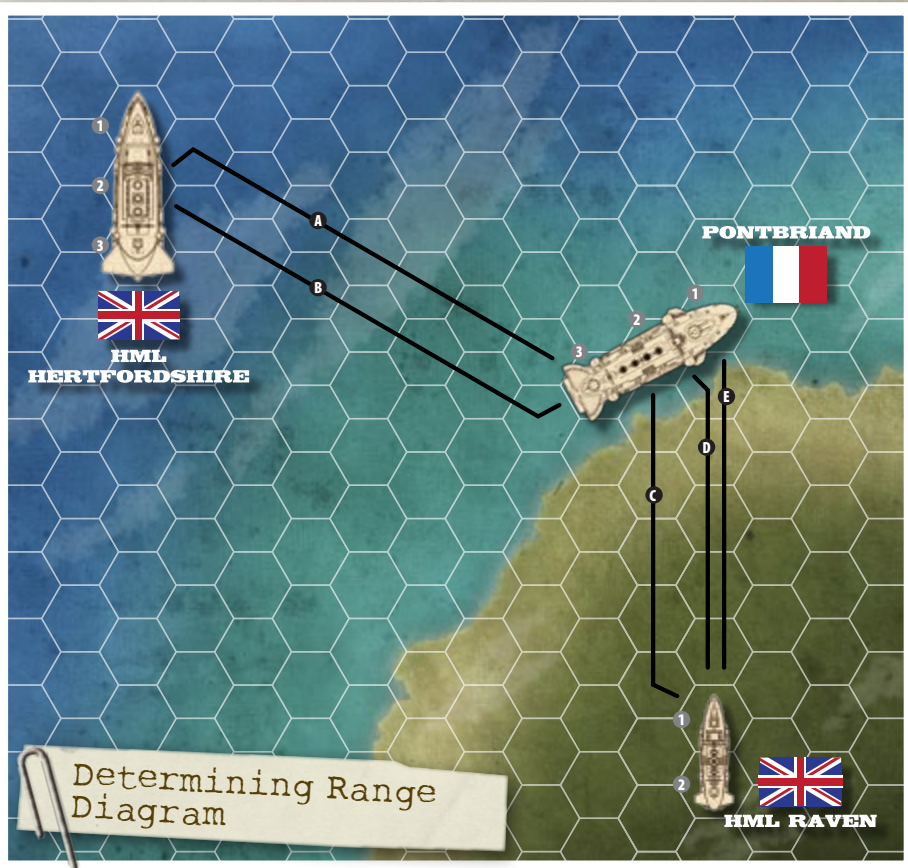 1
2
3
A
B
HML
HERTFORDSHIRE
PONTBRIAND
1
2
3
E
D
C
1
2
HML RAVEN
Determining Range
Diagram